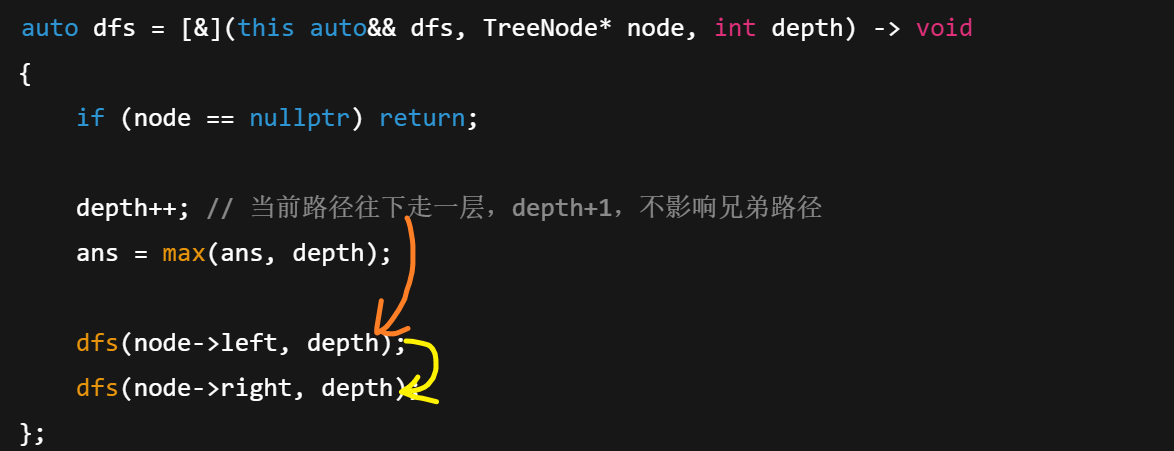 auto dfs = [&](this auto&& dfs, TreeNode* node, int depth) -> void
{
if (node == nullptr) return;
depth++; // 当前路径往下走一层，depth+1，不影响兄弟路径
ans = max(ans, depth);
dfs(node->left, depth);
dfs(node->right, depth);
};